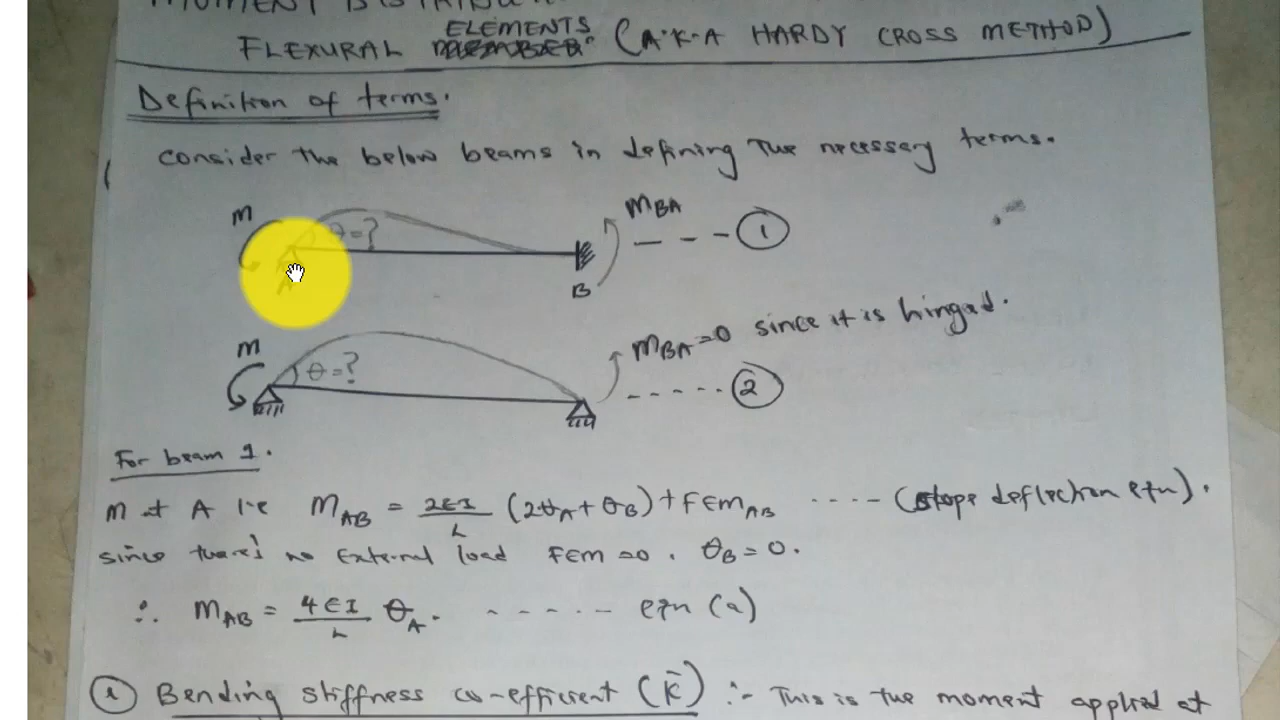 MOMENT DISTRIBUTI
FLEXURAL ELEMENTS (A.K.A HARDY CROSS METHOD)
Definition of terms.
consider the below beams in defining the necessary terms.
M θ=? MBA --- ①
A B
M θ=? MBA=0 since it is hinged.
----- ②
For beam 1.
M at A i.e MAB = 2EI/L (2θA + θB) + FEMAB ---- (slope deflection eqn).
since there's no External load FEM = 0. θB = 0.
∴ MAB = 4EI/L θA. ------ eqn (a)
① Bending stiffness co-efficient (K̄) :- This is the moment applied at